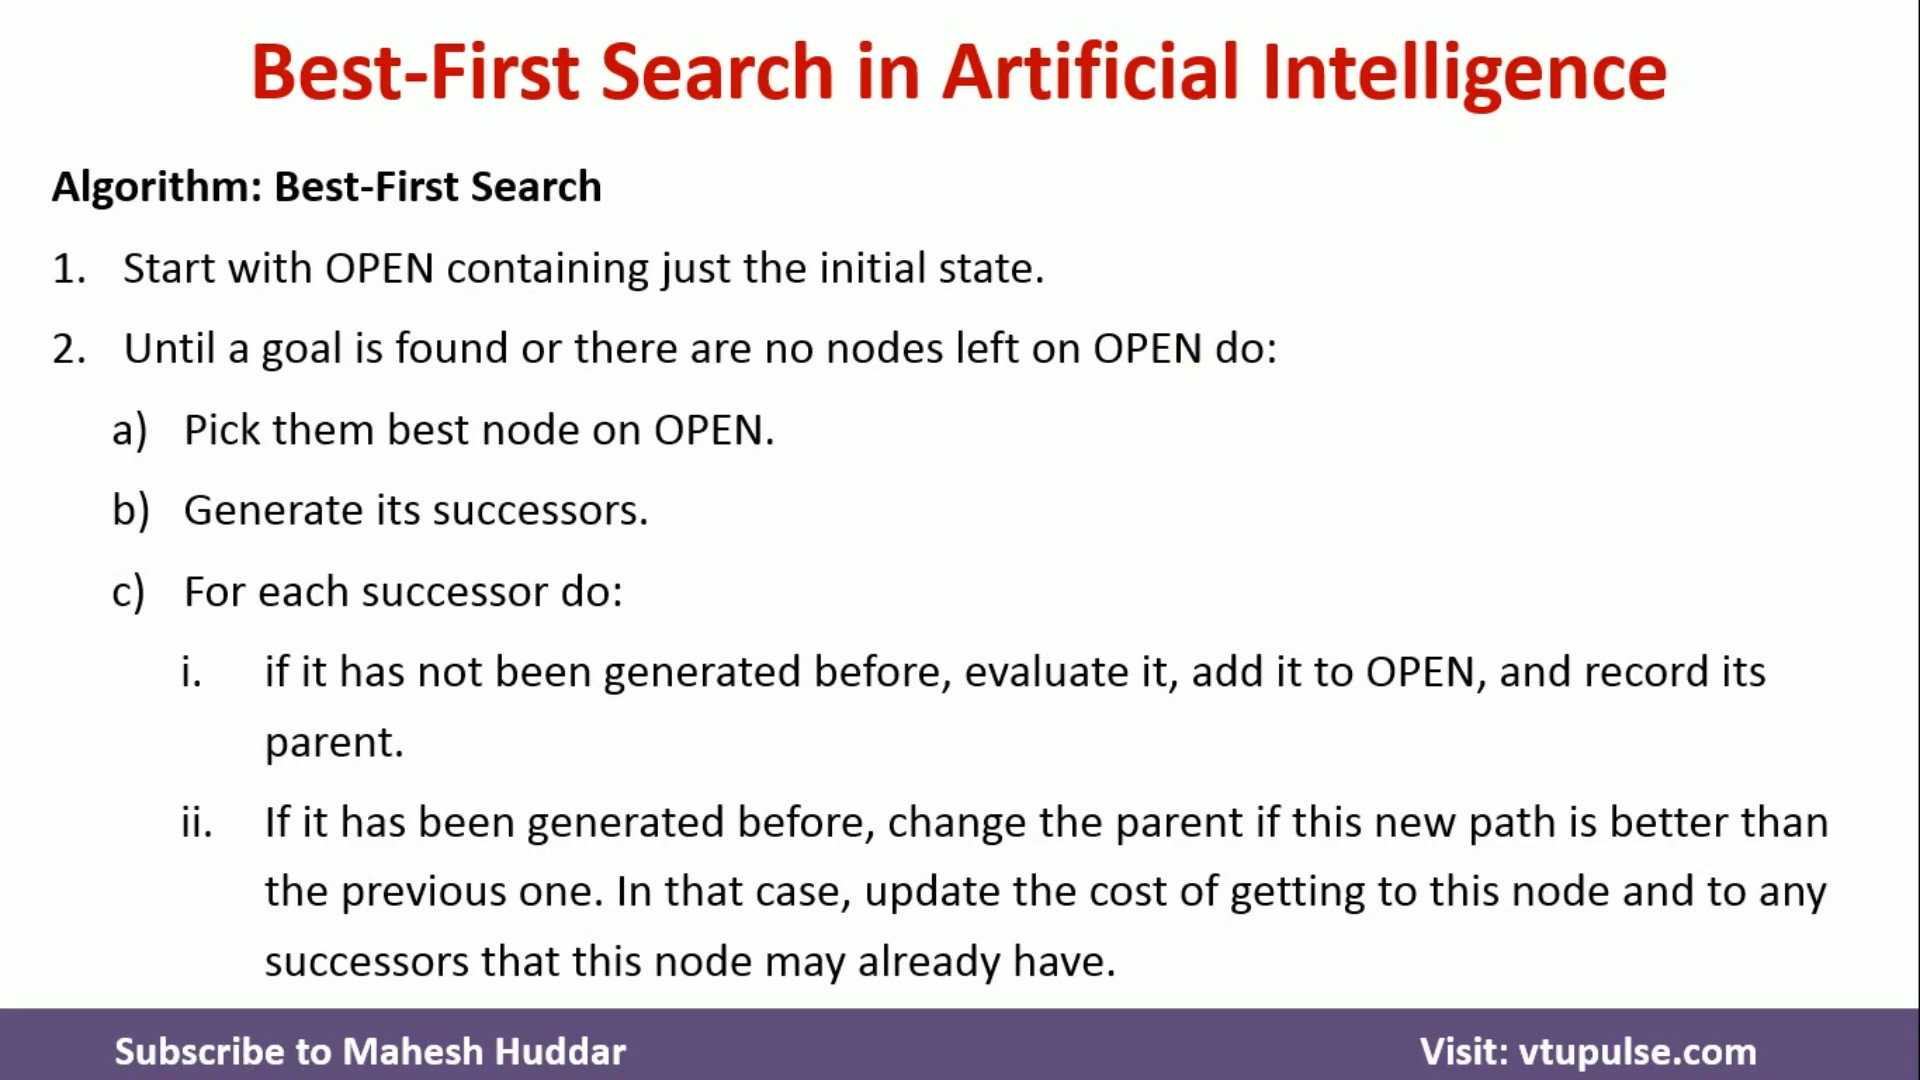 Best-First Search in Artificial Intelligence
Algorithm: Best-First Search
1. Start with OPEN containing just the initial state.
2. Until a goal is found or there are no nodes left on OPEN do:
a) Pick them best node on OPEN.
b) Generate its successors.
c) For each successor do:
i. if it has not been generated before, evaluate it, add it to OPEN, and record its
parent.
ii. If it has been generated before, change the parent if this new path is better than
the previous one. In that case, update the cost of getting to this node and to any
successors that this node may already have.
Subscribe to Mahesh Huddar
Visit: vtupulse.com